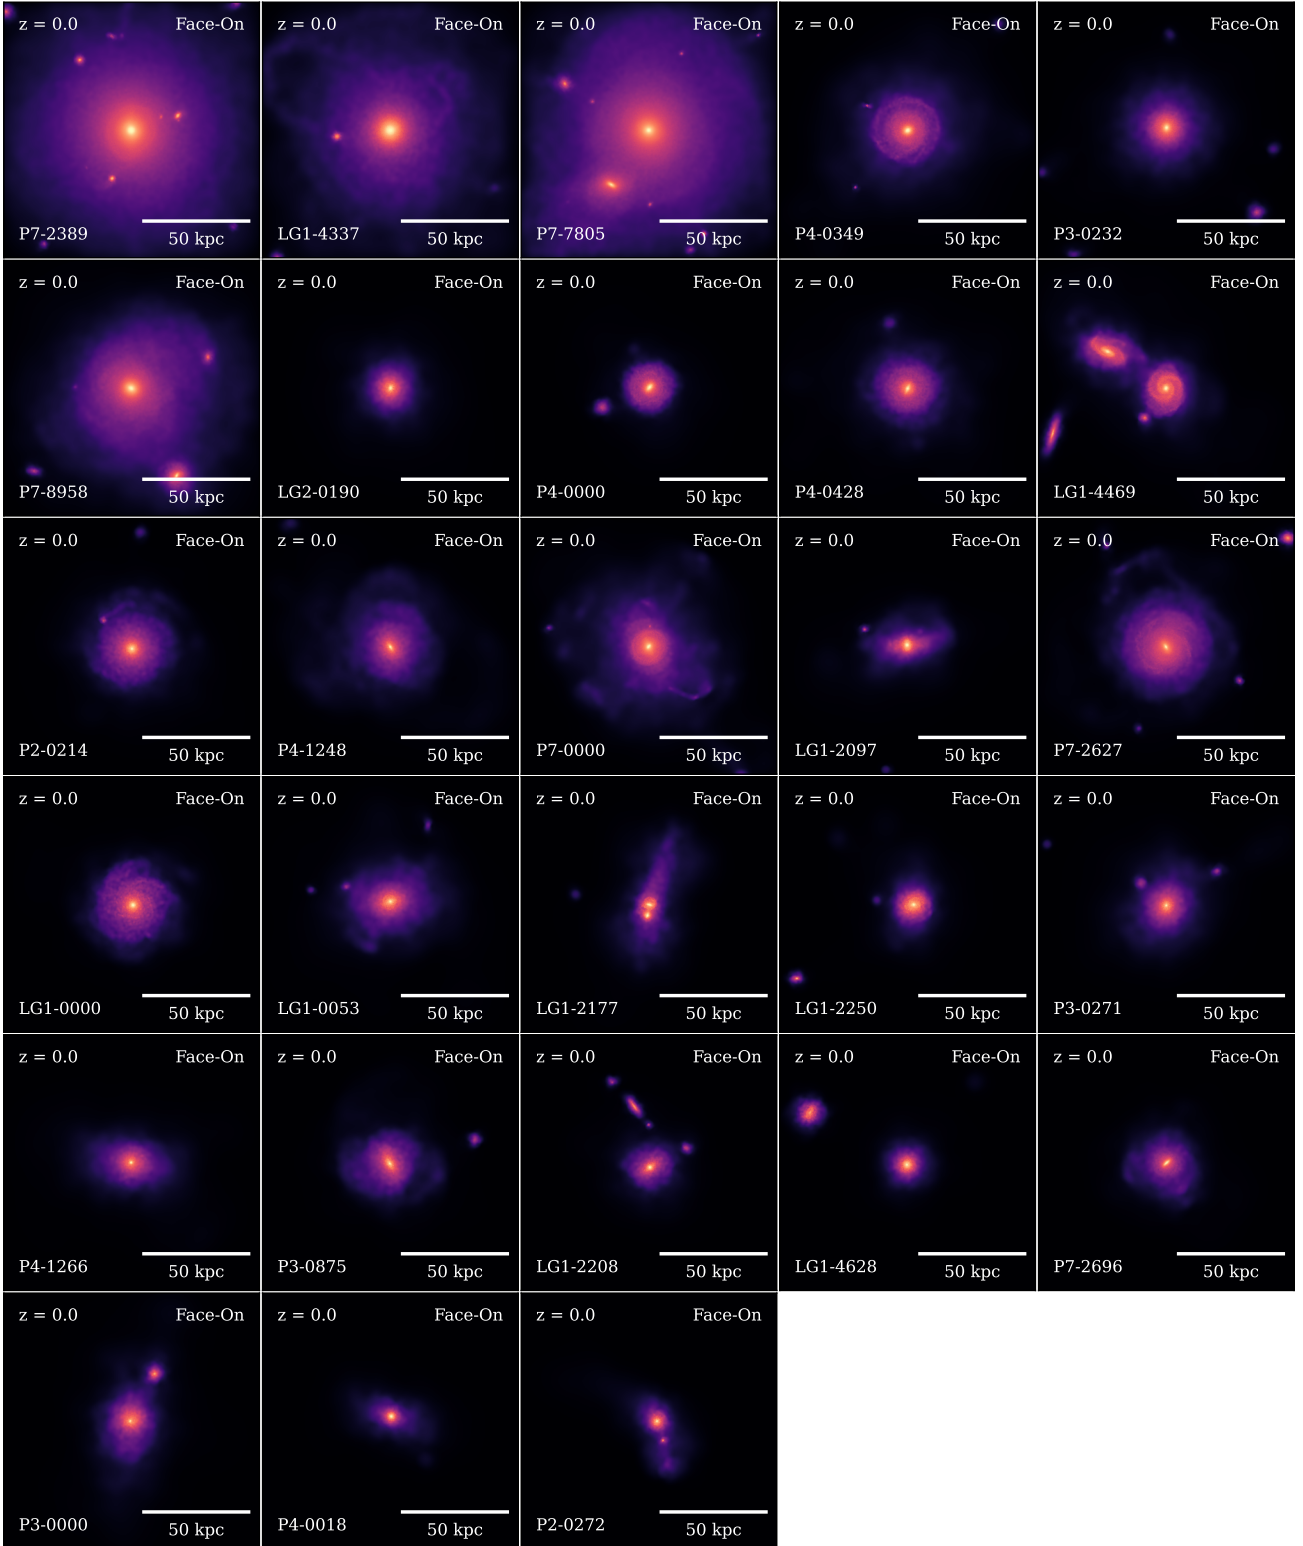 z = 0.0 Face-On
P7-2389 50 kpc
z = 0.0 Face-On
LG1-4337 50 kpc
z = 0.0 Face-On
P7-7805 50 kpc
z = 0.0 Face-On
P4-0349 50 kpc
z = 0.0 Face-On
P3-0232 50 kpc
z = 0.0 Face-On
P7-8958 50 kpc
z = 0.0 Face-On
LG2-0190 50 kpc
z = 0.0 Face-On
P4-0000 50 kpc
z = 0.0 Face-On
P4-0428 50 kpc
z = 0.0 Face-On
LG1-4469 50 kpc
z = 0.0 Face-On
P2-0214 50 kpc
z = 0.0 Face-On
P4-1248 50 kpc
z = 0.0 Face-On
P7-0000 50 kpc
z = 0.0 Face-On
LG1-2097 50 kpc
z = 0.0 Face-On
P7-2627 50 kpc
z = 0.0 Face-On
LG1-0000 50 kpc
z = 0.0 Face-On
LG1-0053 50 kpc
z = 0.0 Face-On
LG1-2177 50 kpc
z = 0.0 Face-On
LG1-2250 50 kpc
z = 0.0 Face-On
P3-0271 50 kpc
z = 0.0 Face-On
P4-1266 50 kpc
z = 0.0 Face-On
P3-0875 50 kpc
z = 0.0 Face-On
LG1-2208 50 kpc
z = 0.0 Face-On
LG1-4628 50 kpc
z = 0.0 Face-On
P7-2696 50 kpc
z = 0.0 Face-On
P3-0000 50 kpc
z = 0.0 Face-On
P4-0018 50 kpc
z = 0.0 Face-On
P2-0272 50 kpc